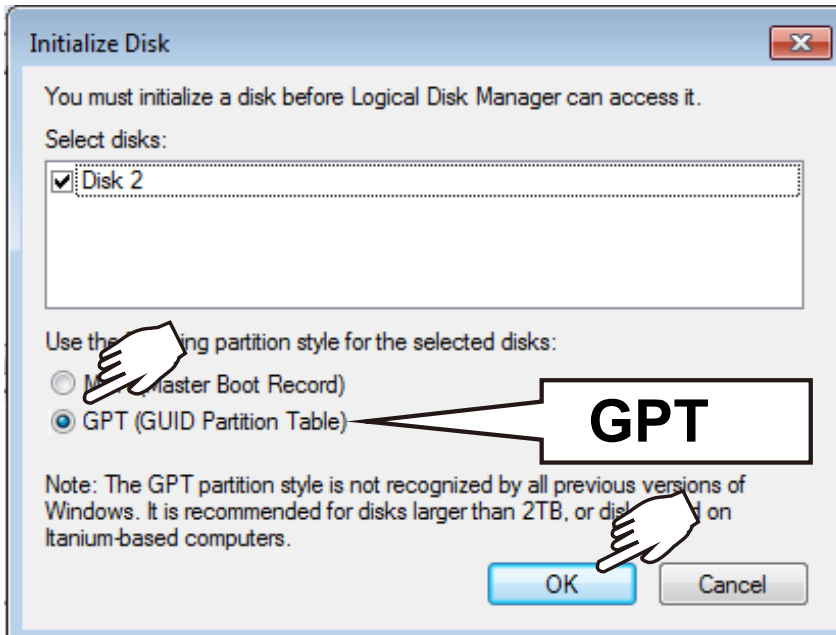 Initialize Disk
You must initialize a disk before Logical Disk Manager can access it.
Select disks:
Disk 2
Use the ing partition style for the selected disks:
(Master Boot Record)
GPT (GUID Partition Table)
GPT
Note: The GPT partition style is not recognized by all previous versions of
Windows. It is recommended for disks larger than 2TB, or on
Itanium-based computers.
OK
Cancel